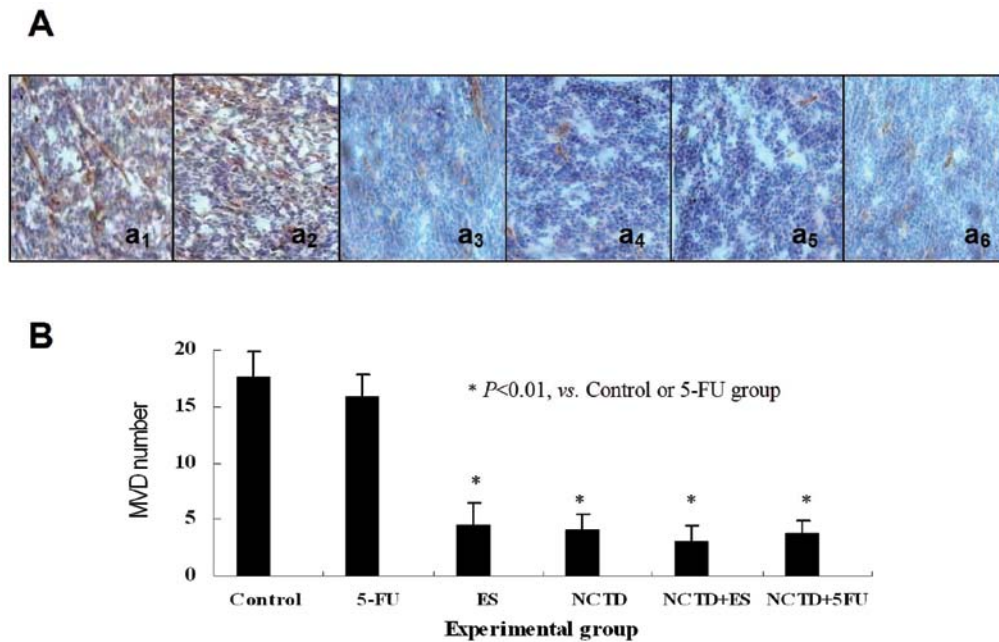 A
a1 a2 a3 a4 a5 a6
B
20
15
10
5
0
MVD number
* P<0.01, vs. Control or 5-FU group
* * * *
Control 5-FU ES NCTD NCTD+ES NCTD+5FU
Experimental group